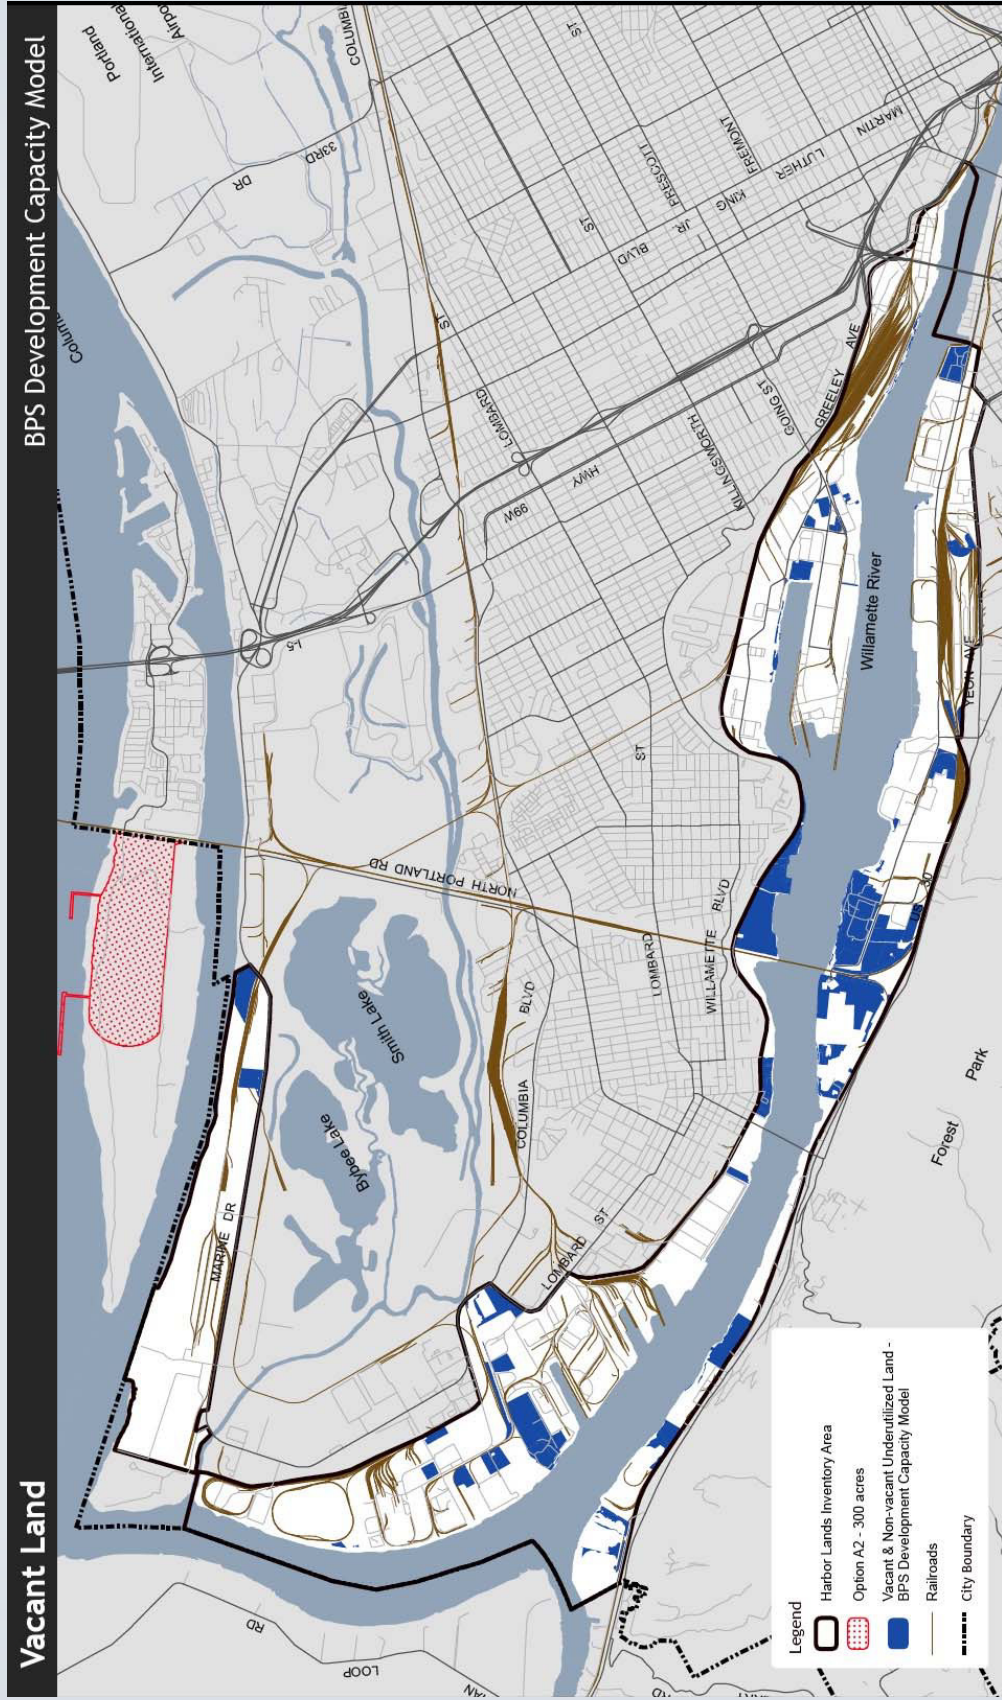 Vacant Land
BPS Development Capacity Model
Portland
International
33RD
DR
ST
ST
LOMBARD
PRESCOTT
ST
FREMONT
MARTIN
LUTHER
KING
JR
BLVD
I-5
99W
HWY
KILLINGSWORTH
GOING ST
GREELEY
AVE
Willamette River
YEON AVE
NORTH PORTLAND RD
ST
LOMBARD
WILLAMETTE
BLVD
US 30
Smith Lake
Bybee Lake
MARINE DR
COLUMBIA
BLVD
LOMBARD
ST
Forest
Park
RD
LOOP
RD
Legend
Harbor Lands Inventory Area
Option A2 - 300 acres
Vacant & Non-vacant Underutilized Land -
BPS Development Capacity Model
Railroads
City Boundary